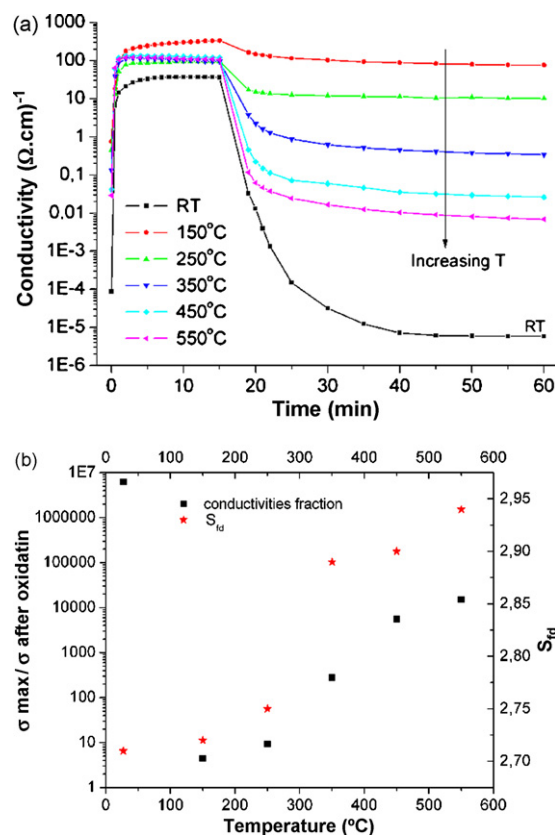 (a)
1000
100
10
1
0.1
0.01
1E-3
1E-4
1E-5
1E-6
Conductivity (Ω.cm)-1
RT
150°C
250°C
350°C
450°C
550°C
Increasing T
RT
0 10 20 30 40 50 60
Time (min)
(b)
0 100 200 300 400 500 600
1E7
1000000
100000
10000
1000
100
10
1
σ max/ σ after oxidatin
conductivities fraction
Sfd
2,95
2,90
2,85
2,80
2,75
2,70
Sfd
0 100 200 300 400 500 600
Temperature (ºC)